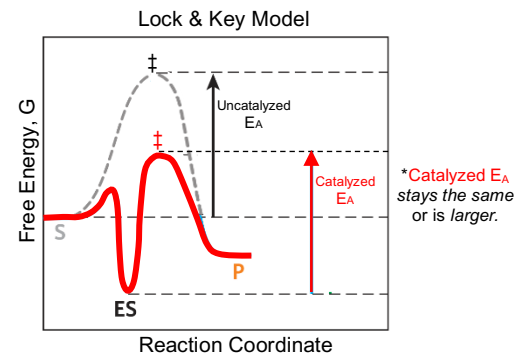 Lock & Key Model
‡
Uncatalyzed
EA
‡
Catalyzed
EA
*Catalyzed EA
stays the same
or is larger.
Free Energy, G
S
P
ES
Reaction Coordinate